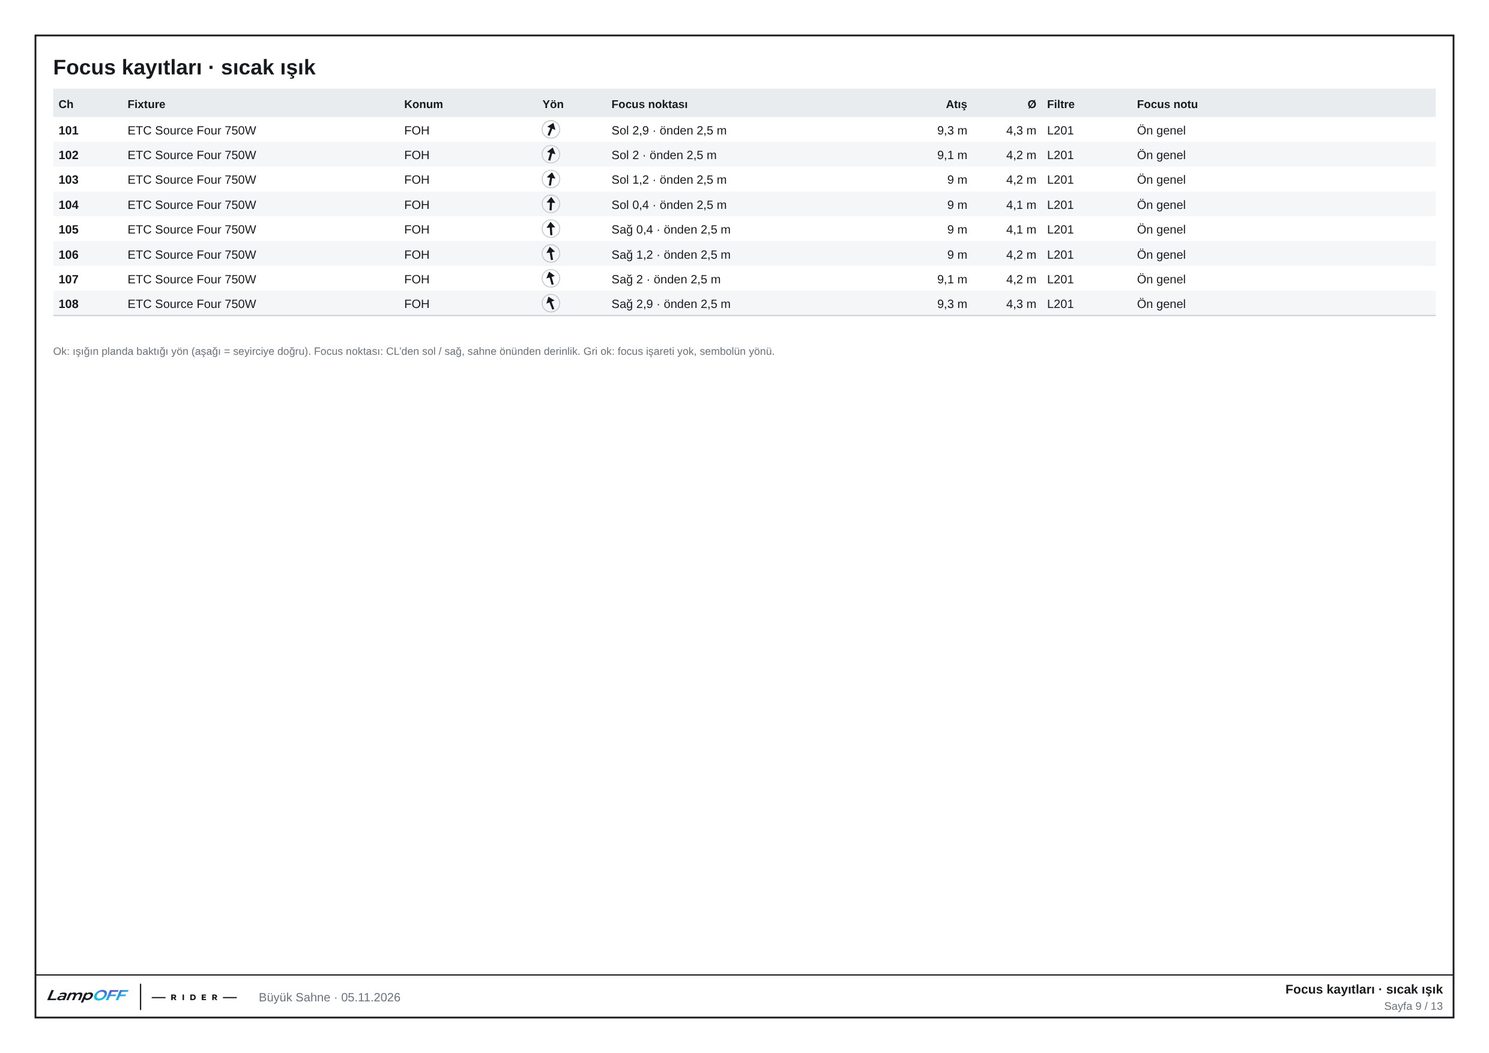 Focus kayıtları · sıcak ışık
Ch Fixture Konum Yön Focus noktası Atış Ø Filtre Focus notu
101 ETC Source Four 750W FOH Sol 2,9 · önden 2,5 m 9,3 m 4,3 m L201 Ön genel
102 ETC Source Four 750W FOH Sol 2 · önden 2,5 m 9,1 m 4,2 m L201 Ön genel
103 ETC Source Four 750W FOH Sol 1,2 · önden 2,5 m 9 m 4,2 m L201 Ön genel
104 ETC Source Four 750W FOH Sol 0,4 · önden 2,5 m 9 m 4,1 m L201 Ön genel
105 ETC Source Four 750W FOH Sağ 0,4 · önden 2,5 m 9 m 4,1 m L201 Ön genel
106 ETC Source Four 750W FOH Sağ 1,2 · önden 2,5 m 9 m 4,2 m L201 Ön genel
107 ETC Source Four 750W FOH Sağ 2 · önden 2,5 m 9,1 m 4,2 m L201 Ön genel
108 ETC Source Four 750W FOH Sağ 2,9 · önden 2,5 m 9,3 m 4,3 m L201 Ön genel
Ok: ışığın planda baktığı yön (aşağı = seyirciye doğru). Focus noktası: CL'den sol / sağ, sahne önünden derinlik. Gri ok: focus işareti yok, sembolün yönü.
LampOFF RIDER Büyük Sahne · 05.11.2026
Focus kayıtları · sıcak ışık
Sayfa 9 / 13